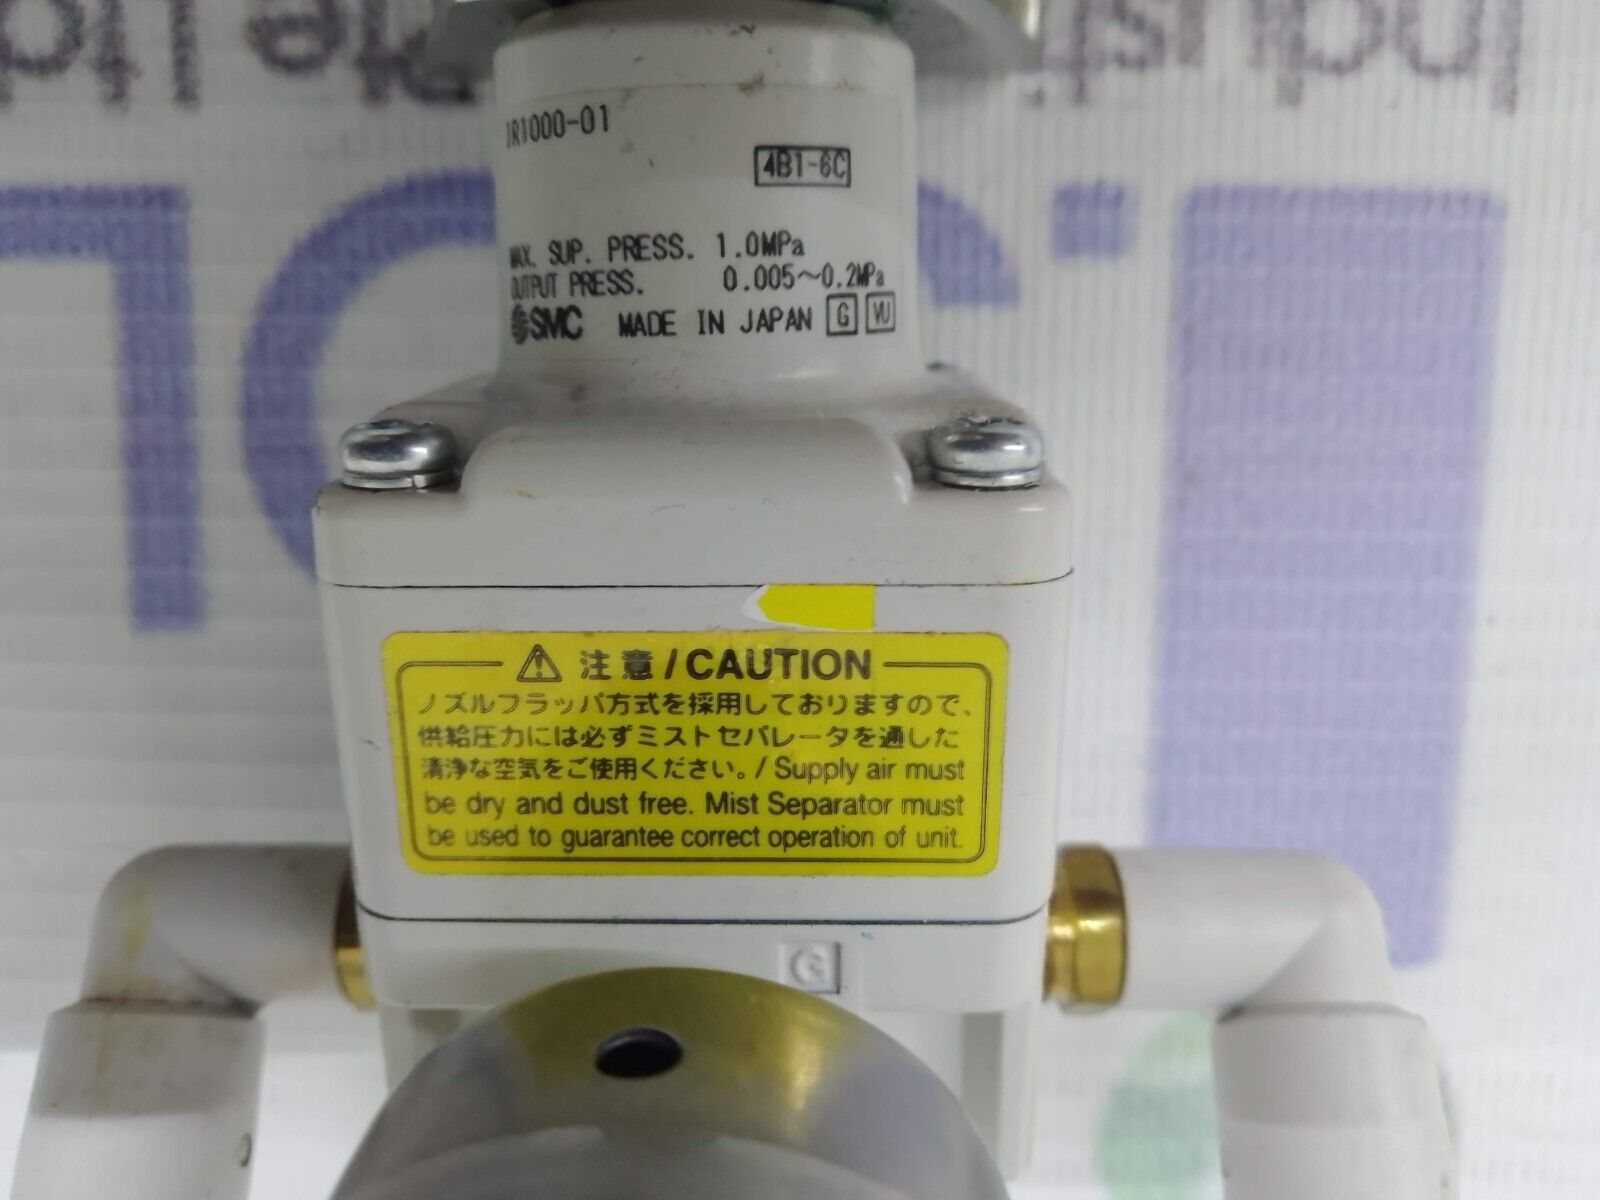 IR1000-01
4B1-6C
MAX. SUP. PRESS. 1.0MPa
OUTPUT PRESS. 0.005~0.2MPa
SMC MADE IN JAPAN G VU
注意/CAUTION
ノズルフラッパ方式を採用しておりますので、
供給圧力には必ずミストセパレータを通した
清浄な空気をご使用ください。/ Supply air must
be dry and dust free. Mist Separator must
be used to guarantee correct operation of unit.
G